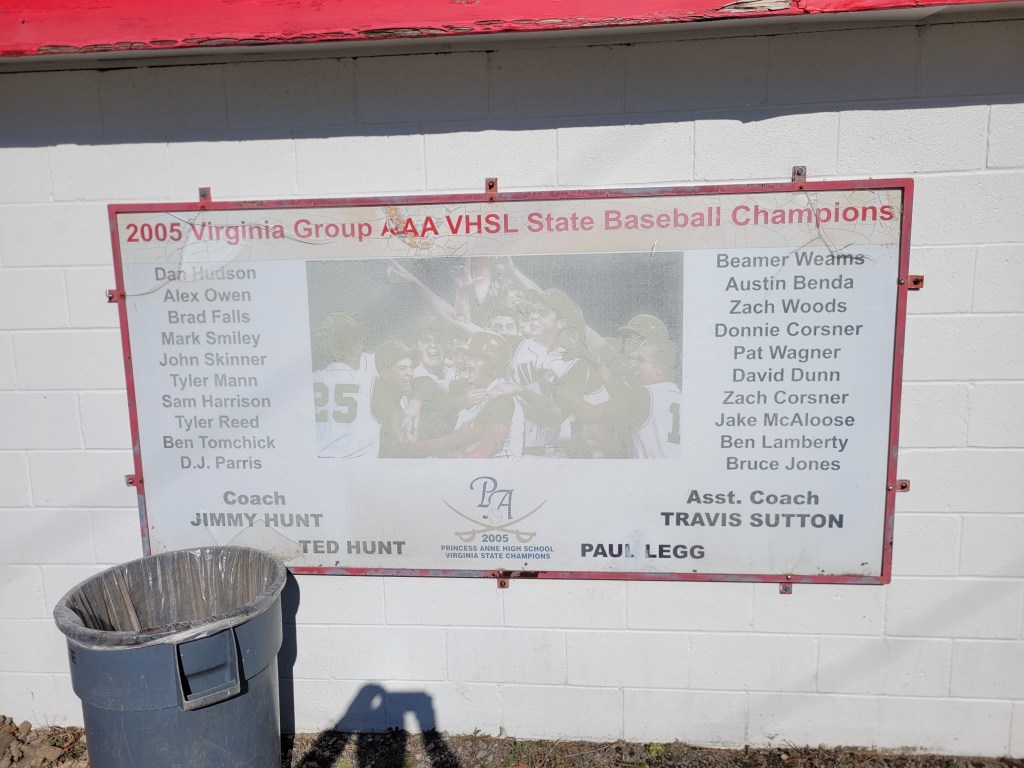 2005 Virginia Group AAA VHSL State Baseball Champions
Dan Hudson
Alex Owen
Brad Falls
Mark Smiley
John Skinner
Tyler Mann
Sam Harrison
Tyler Reed
Ben Tomchick
D.J. Parris
25
1
Beamer Weams
Austin Benda
Zach Woods
Donnie Corsner
Pat Wagner
David Dunn
Zach Corsner
Jake McAloose
Ben Lamberty
Bruce Jones
Coach
JIMMY HUNT
TED HUNT
PA
2005
PRINCESS ANNE HIGH SCHOOL
VIRGINIA STATE CHAMPIONS
Asst. Coach
TRAVIS SUTTON
PAUL LEGG